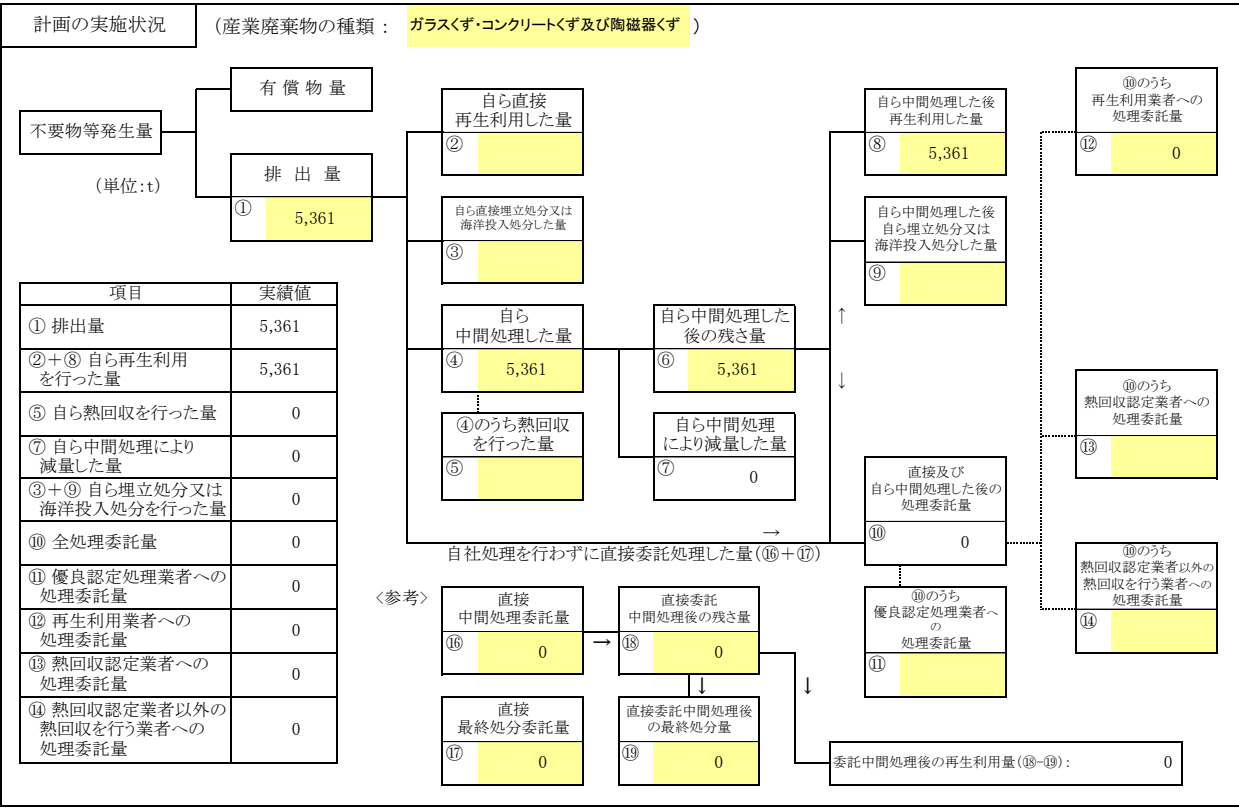 計画の実施状況
(産業廃棄物の種類: ガラスくず・コンクリートくず及び陶磁器くず )
不要物等発生量
(単位:t)
有償物量
排出量
① 5,361
自ら直接
再生利用した量
②
自ら直接埋立処分又は
海洋投入処分した量
③
自ら
中間処理した量
④ 5,361
④のうち熱回収
を行った量
⑤
自ら中間処理した
後の残さ量
⑥ 5,361
自ら中間処理
により減量した量
⑦ 0
自ら中間処理した後
再生利用した量
⑧ 5,361
自ら中間処理した後
自ら埋立処分又は
海洋投入処分した量
⑨
↑
↓
直接及び
自ら中間処理した後の
処理委託量
⑩ 0
⑩のうち
優良認定処理業者へ
の
処理委託量
⑪
⑩のうち
再生利用業者への
処理委託量
⑫ 0
⑩のうち
熱回収認定業者への
処理委託量
⑬
⑩のうち
熱回収認定業者以外の
熱回収を行う業者への
処理委託量
⑭
→
自社処理を行わずに直接委託処理した量(⑯+⑰)
項目 実績値
① 排出量 5,361
②+⑧ 自ら再生利用
を行った量 5,361
⑤ 自ら熱回収を行った量 0
⑦ 自ら中間処理により
減量した量 0
③+⑨ 自ら埋立処分又は
海洋投入処分を行った量 0
⑩ 全処理委託量 0
⑪ 優良認定処理業者への
処理委託量 0
⑫ 再生利用業者への
処理委託量 0
⑬ 熱回収認定業者への
処理委託量 0
⑭ 熱回収認定業者以外の
熱回収を行う業者への
処理委託量 0
<参考>
直接
中間処理委託量
⑯ 0
→
直接委託
中間処理後の残さ量
⑱ 0
↓
↓
直接
最終処分委託量
⑰ 0
直接委託中間処理後
の最終処分量
⑲ 0
委託中間処理後の再生利用量(⑱-⑲): 0